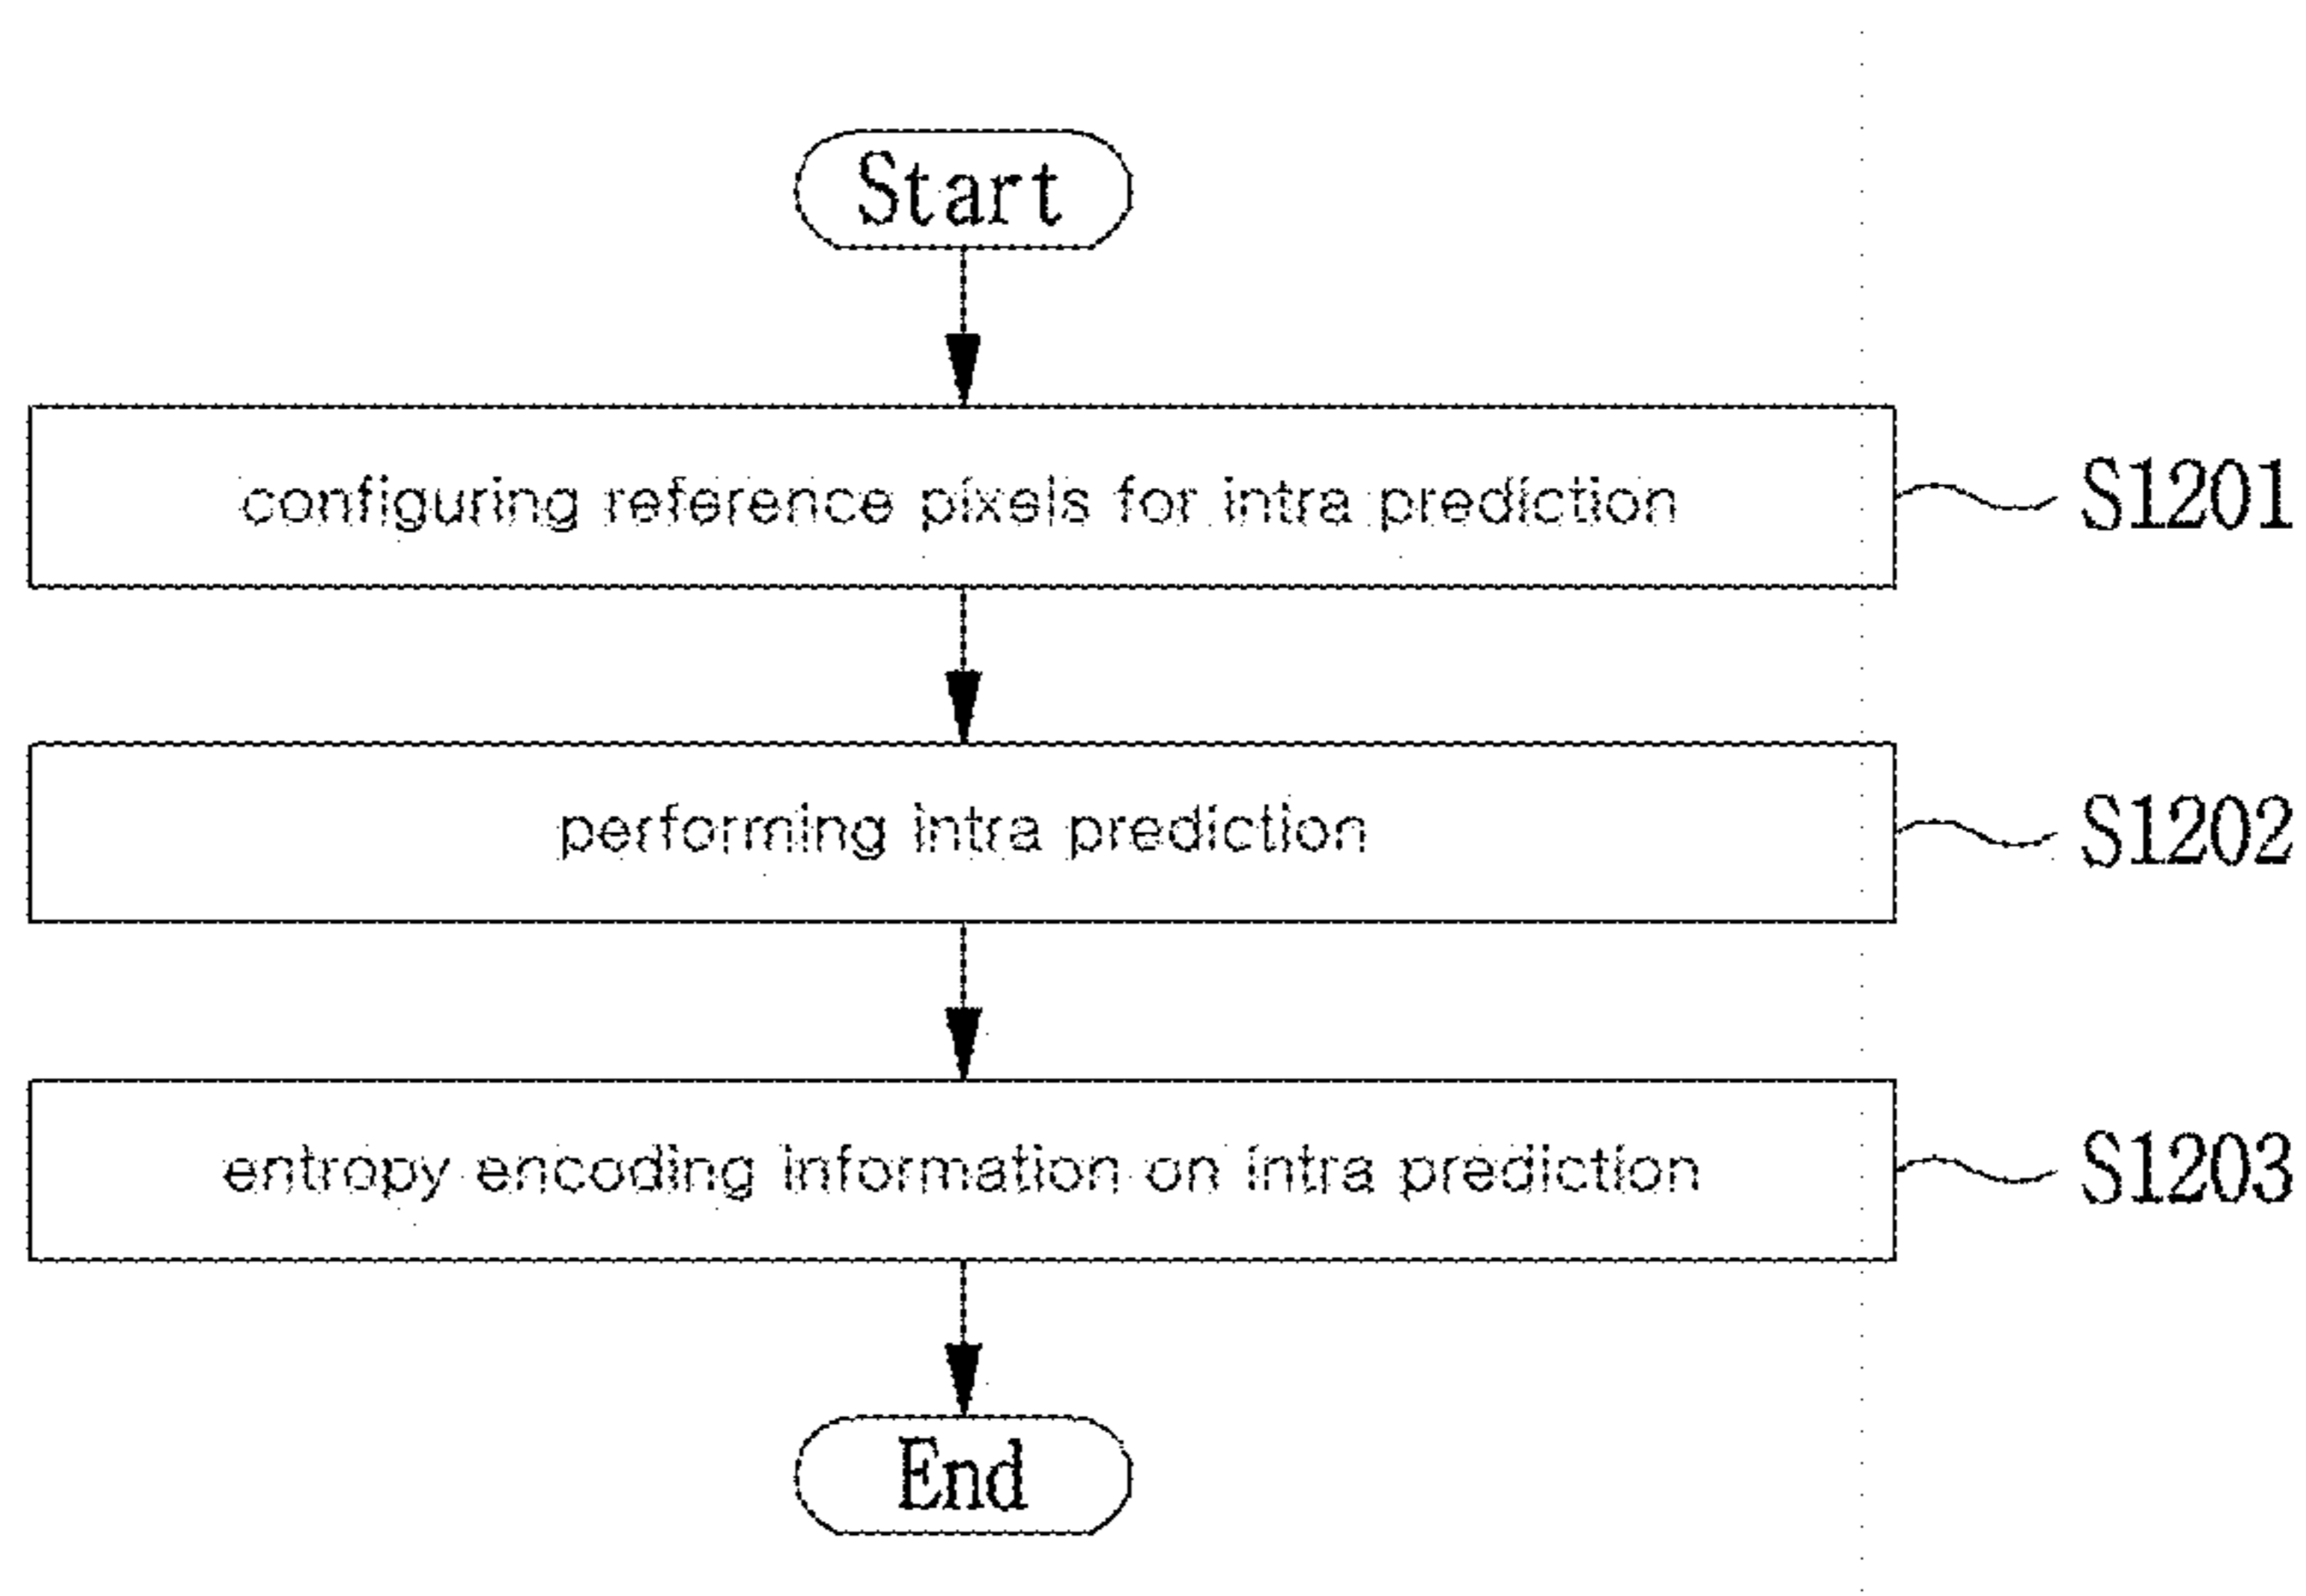 Start
configuring reference pixels for intra prediction
S1201
performing intra prediction
S1202
entropy encoding information on intra prediction
S1203
End